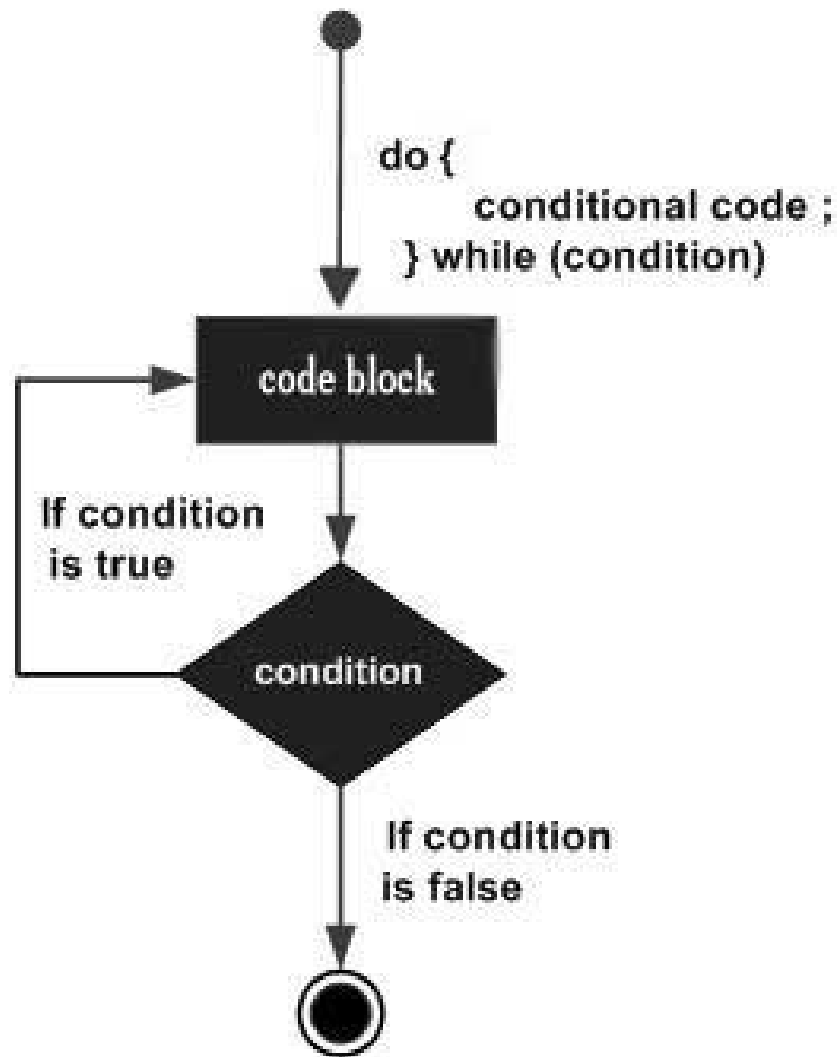 do {
conditional code ;
} while (condition)
code block
If condition
is true
condition
If condition
is false